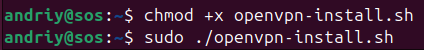 andriy@sos:~$ chmod +x openvpn-install.sh
andriy@sos:~$ sudo ./openvpn-install.sh